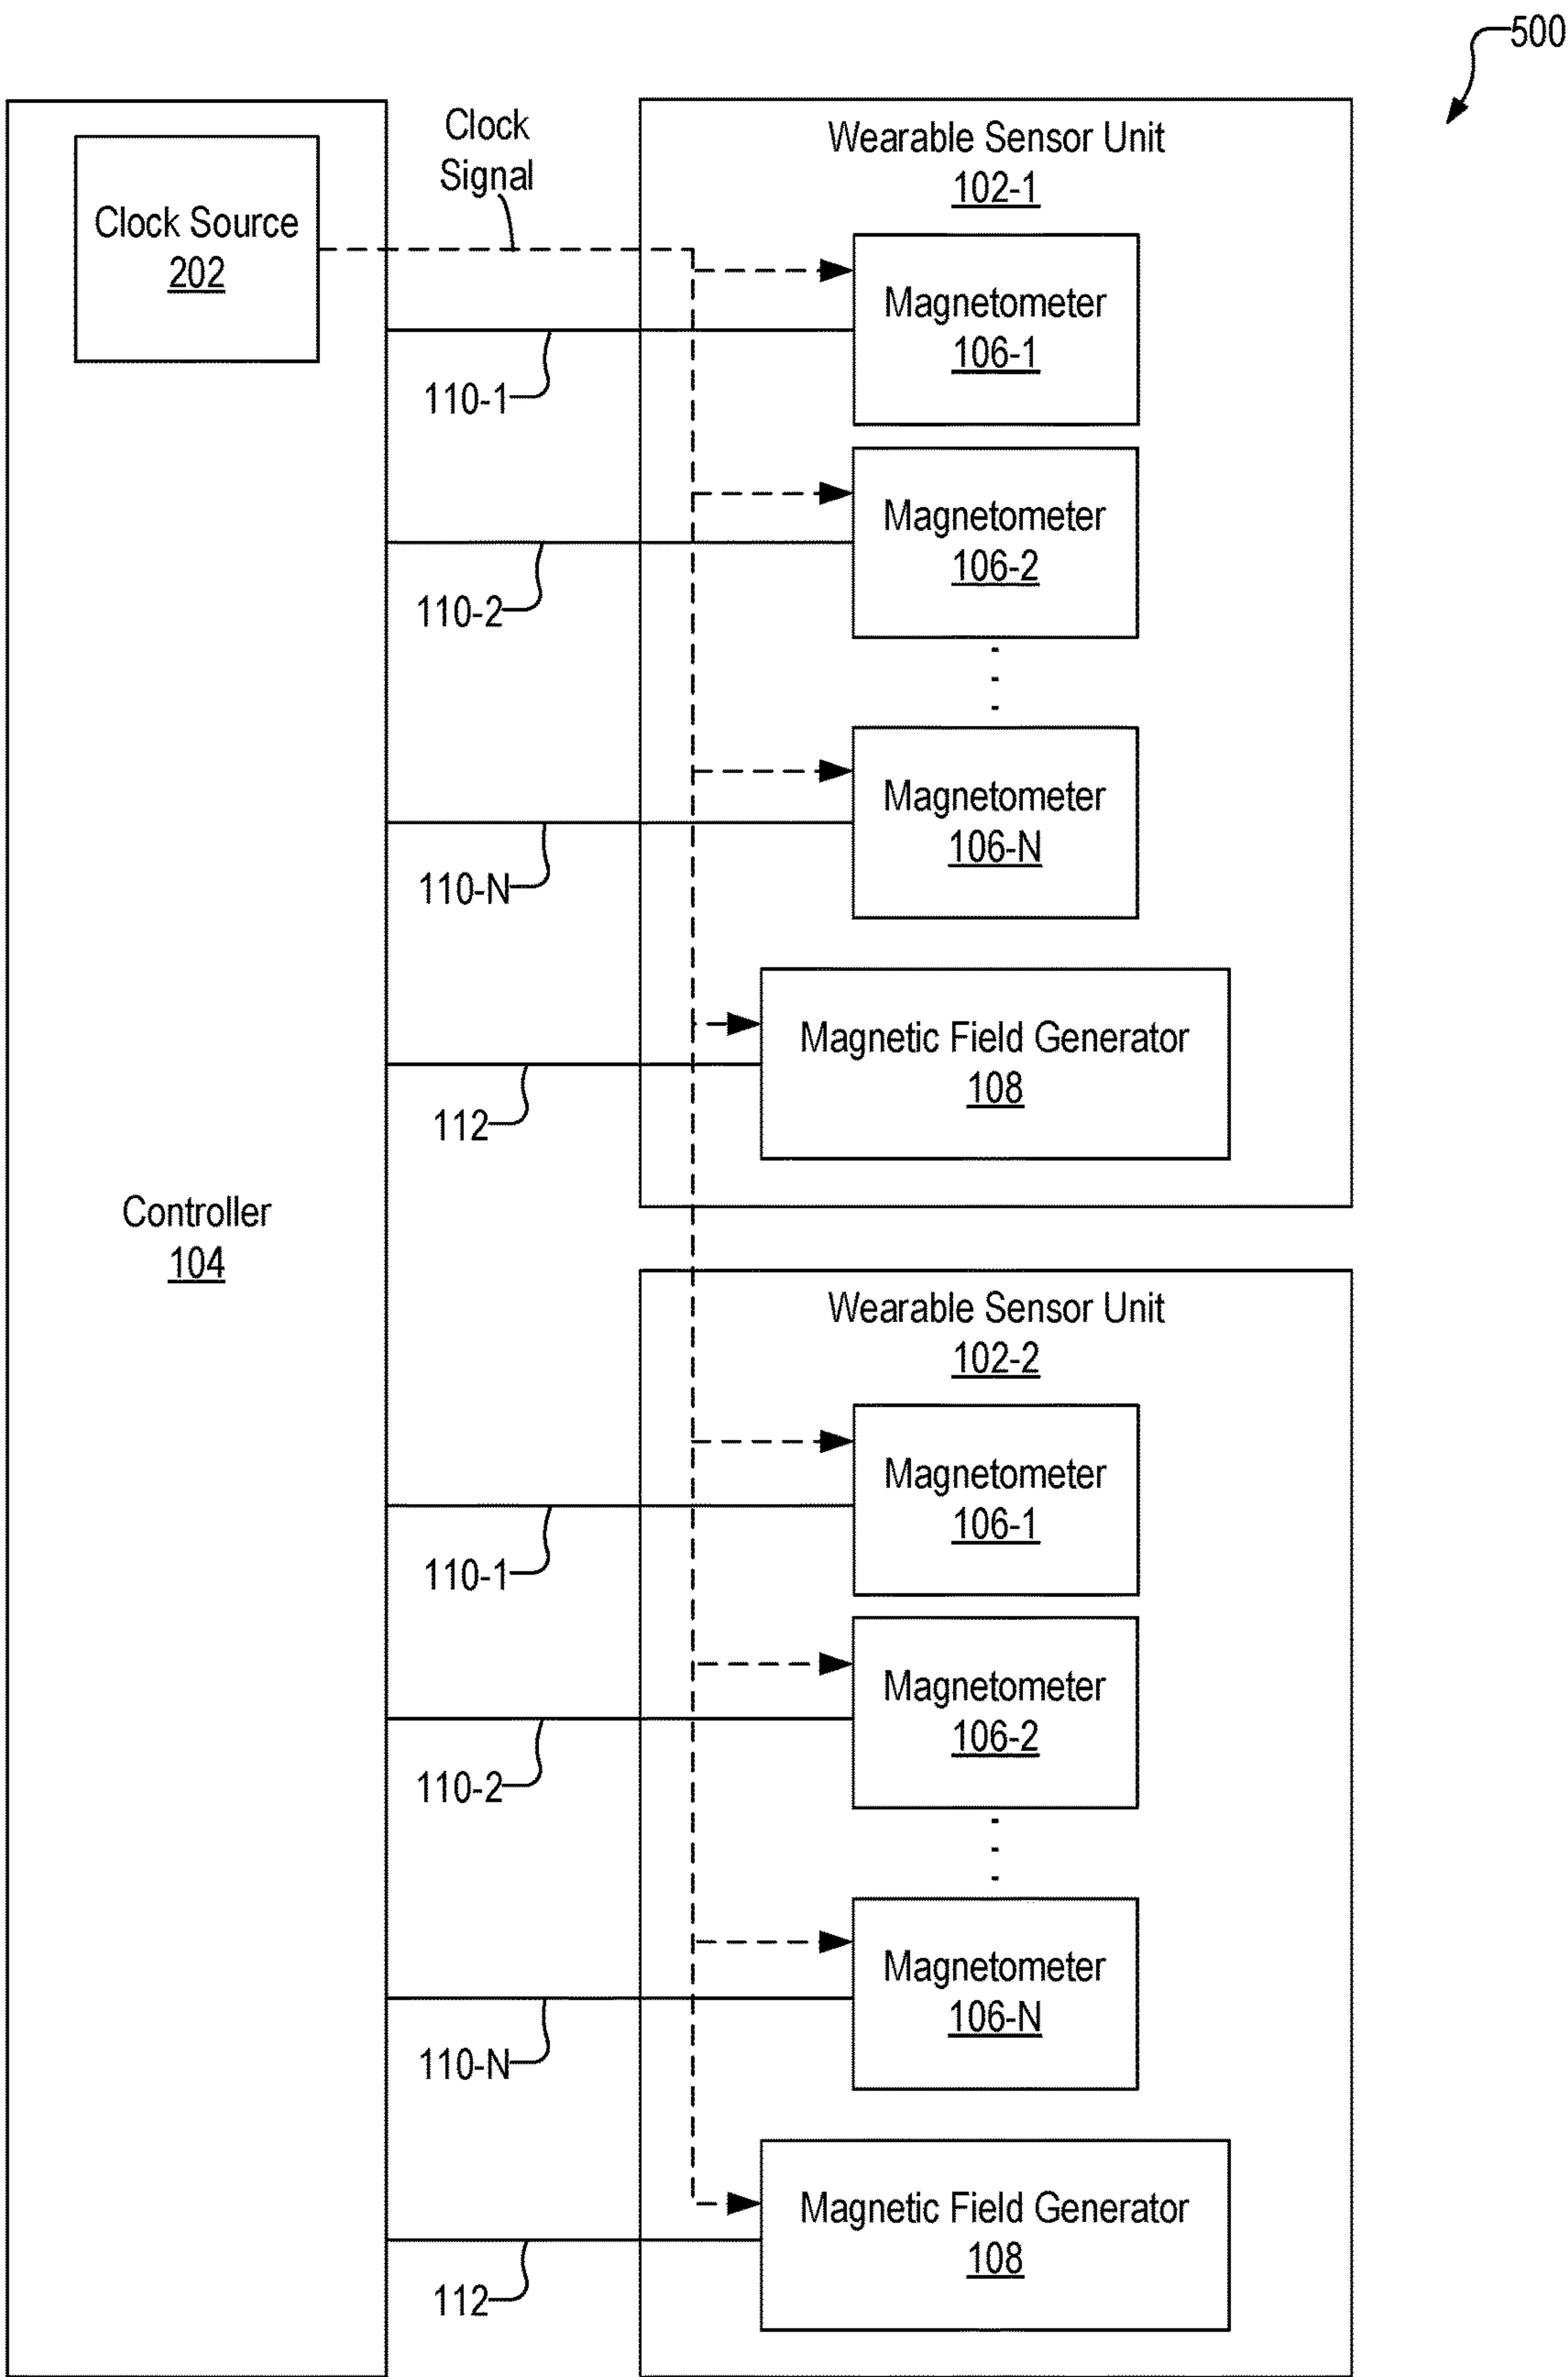 500
Clock
Signal
Clock Source
202
Wearable Sensor Unit
102-1
Magnetometer
106-1
110-1
Magnetometer
106-2
110-2
Magnetometer
106-N
110-N
Magnetic Field Generator
108
112
Controller
104
Wearable Sensor Unit
102-2
Magnetometer
106-1
110-1
Magnetometer
106-2
110-2
Magnetometer
106-N
110-N
Magnetic Field Generator
108
112